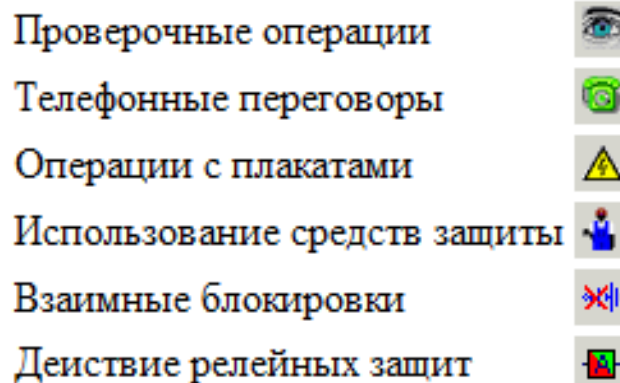 Проверочные операции
Телефонные переговоры
Операции с плакатами
Использование средств защиты
Взаимные блокировки
Деиствие релейных защит